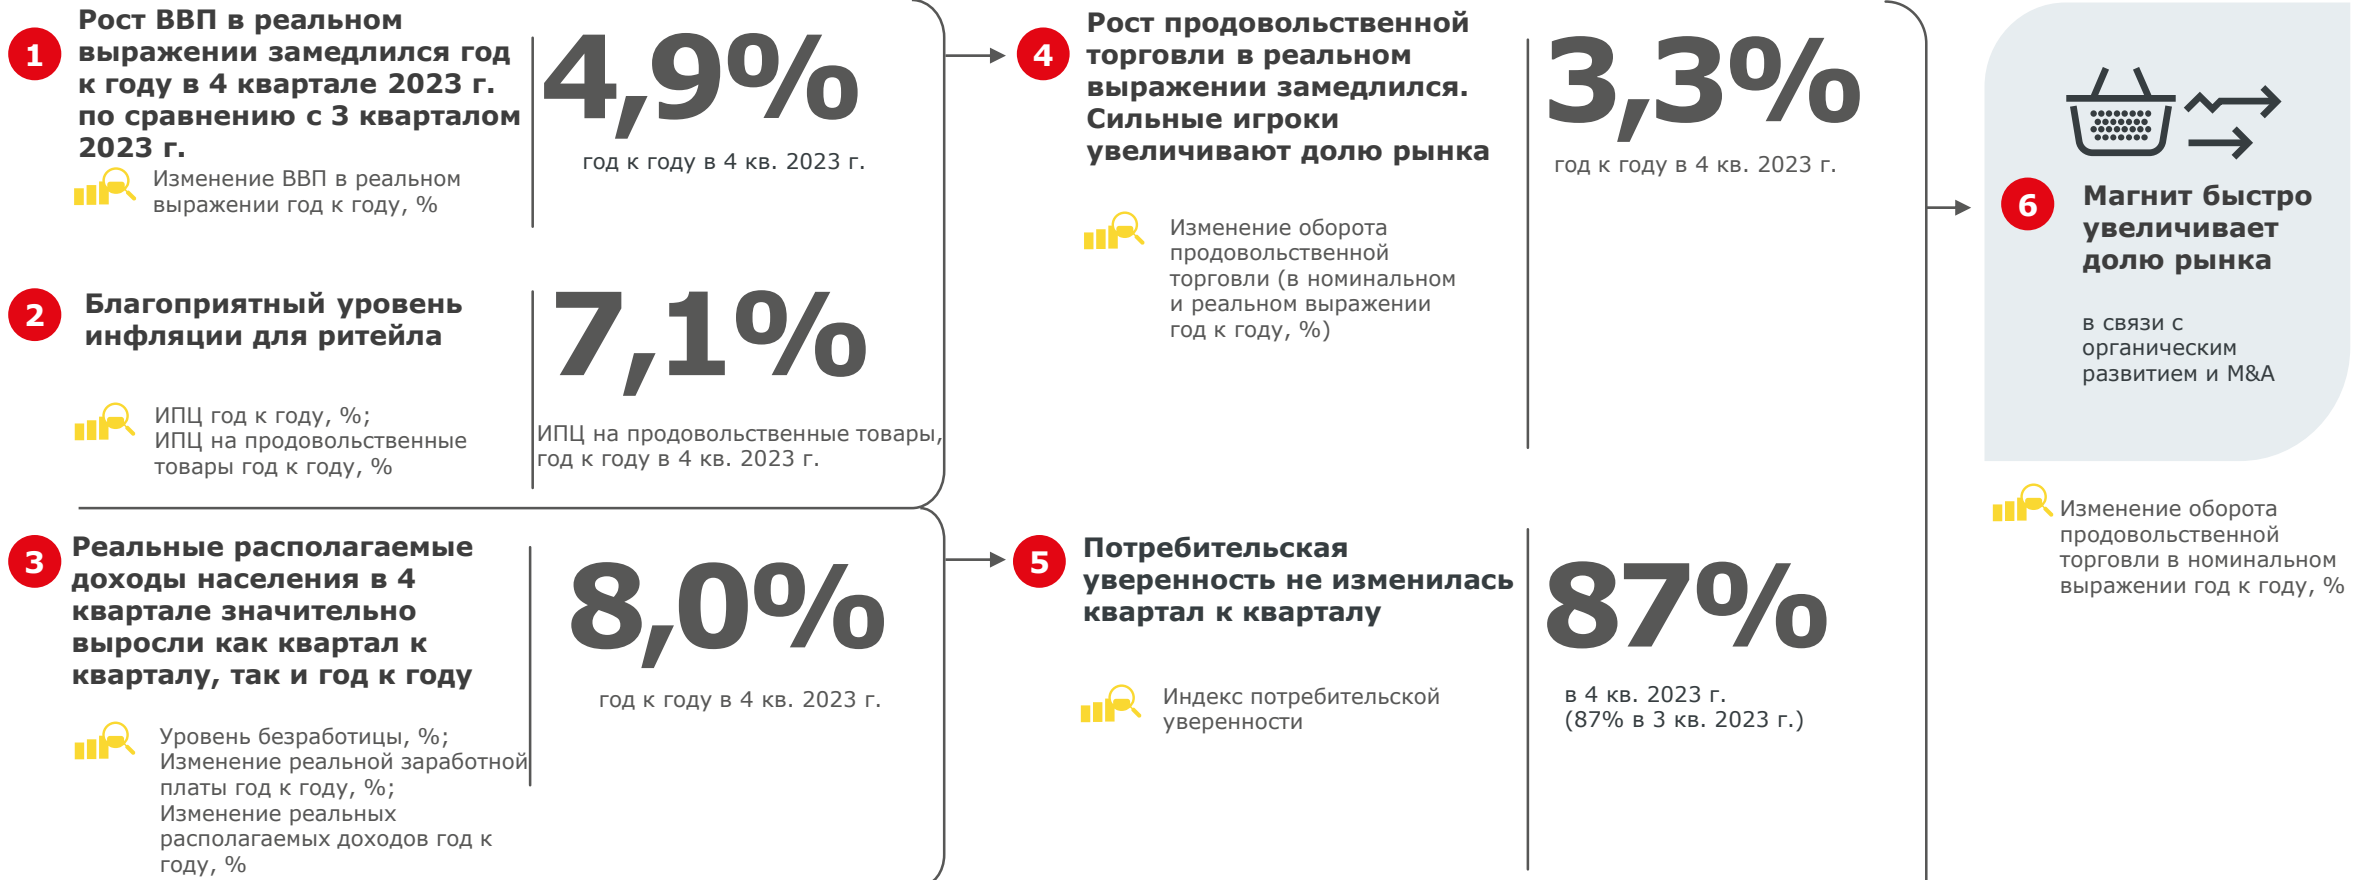 1
Рост ВВП в реальном
выражении замедлился год
к году в 4 квартале 2023 г.
по сравнению с 3 кварталом
2023 г.
Изменение ВВП в реальном
выражении год к году, %
4,9%
год к году в 4 кв. 2023 г.
2
Благоприятный уровень
инфляции для ритейла
ИПЦ год к году, %;
ИПЦ на продовольственные
товары год к году, %
7,1%
ИПЦ на продовольственные товары,
год к году в 4 кв. 2023 г.
3
Реальные располагаемые
доходы населения в 4
квартале значительно
выросли как квартал к
кварталу, так и год к году
Уровень безработицы, %;
Изменение реальной заработной
платы год к году, %;
Изменение реальных
располагаемых доходов год к
году, %
8,0%
год к году в 4 кв. 2023 г.
4
Рост продовольственной
торговли в реальном
выражении замедлился.
Сильные игроки
увеличивают долю рынка
Изменение оборота
продовольственной
торговли (в номинальном
и реальном выражении
год к году, %)
3,3%
год к году в 4 кв. 2023 г.
5
Потребительская
уверенность не изменилась
квартал к кварталу
Индекс потребительской
уверенности
87%
в 4 кв. 2023 г.
(87% в 3 кв. 2023 г.)
6
Магнит быстро
увеличивает
долю рынка
в связи с
органическим
развитием и M&A
Изменение оборота
продовольственной
торговли в номинальном
выражении год к году, %